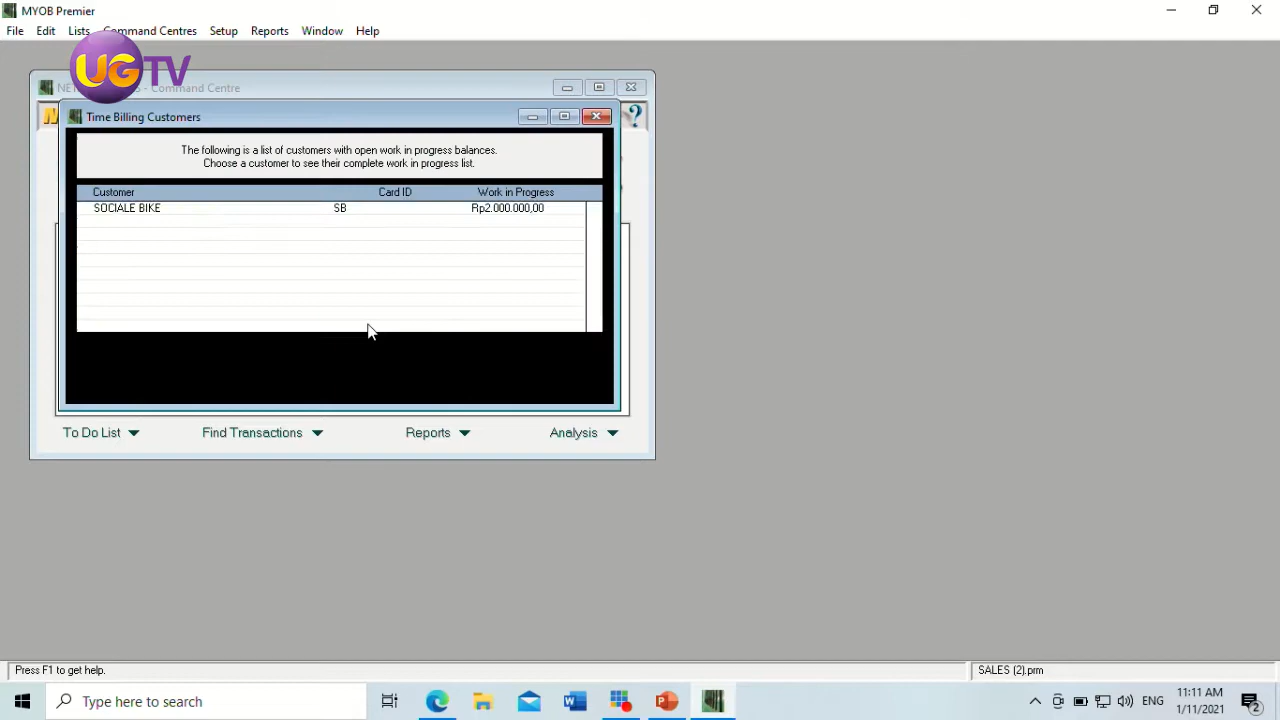 MYOB Premier
File Edit Lists Command Centres Setup Reports Window Help
UGTV
- Command Centre
Time Billing Customers
The following is a list of customers with open work in progress balances.
Choose a customer to see their complete work in progress list.
Customer Card ID Work in Progress
SOCIALE BIKE SB Rp2.000.000,00
To Do List Find Transactions Reports Analysis
Press F1 to get help. SALES (2).prm
Type here to search
ENG
11:11 AM
1/11/2021
2